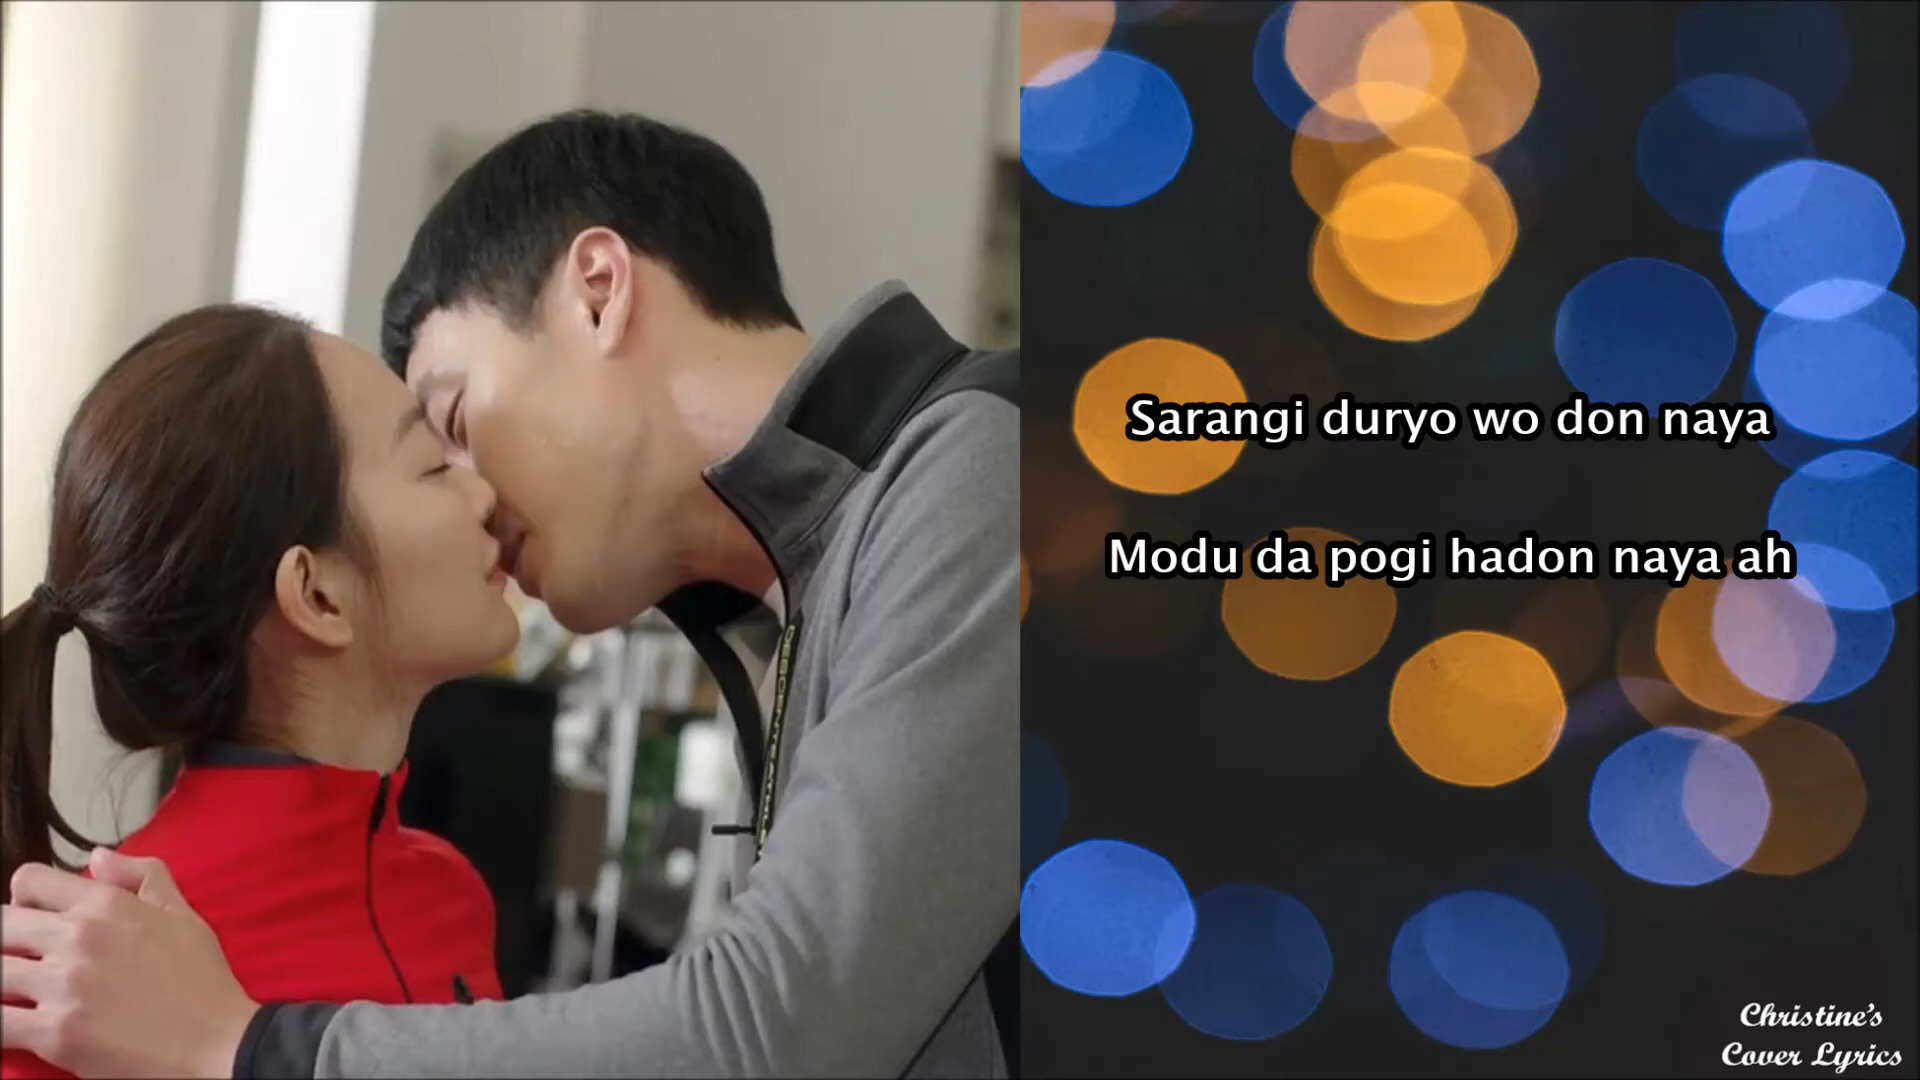 Sarangi duryo wo don naya
Modu da pogi hadon naya ah
Christine's
Cover Lyrics